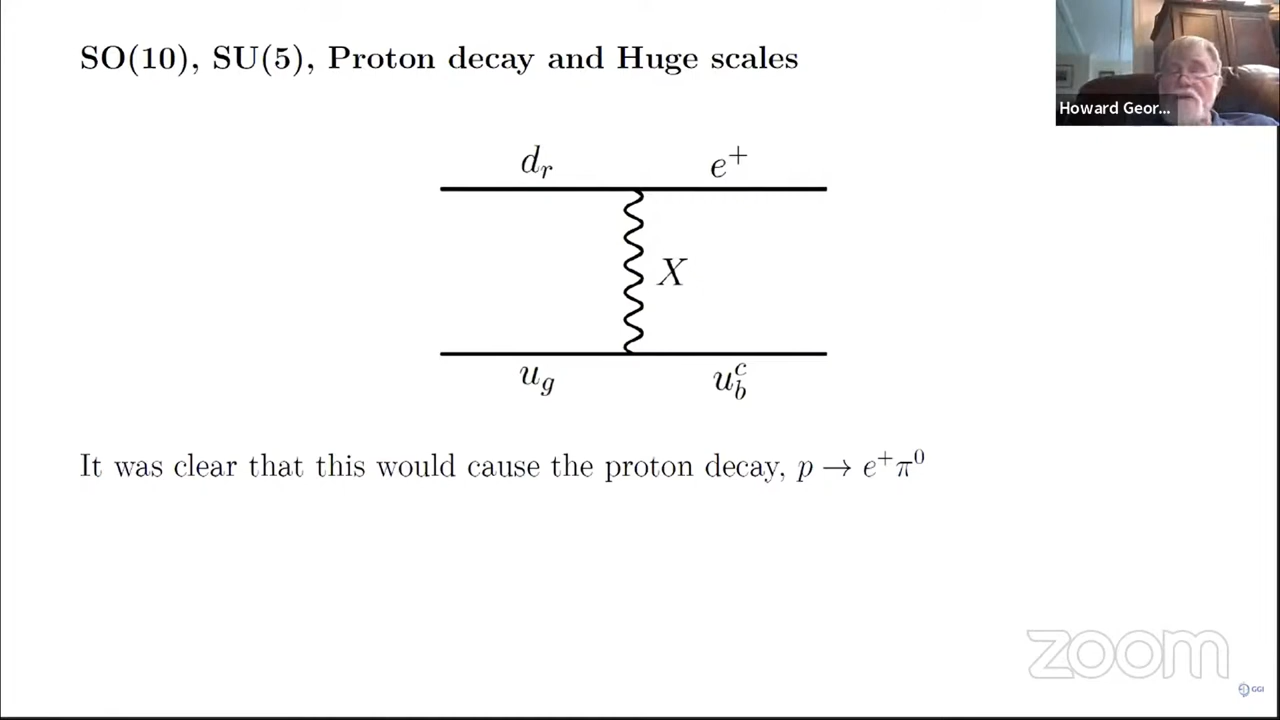 SO(10), SU(5), Proton decay and Huge scales
Howard Geor...
d_r
e^+
X
u_g
u_b^c
It was clear that this would cause the proton decay, p → e^+π^0
zoom
GGI